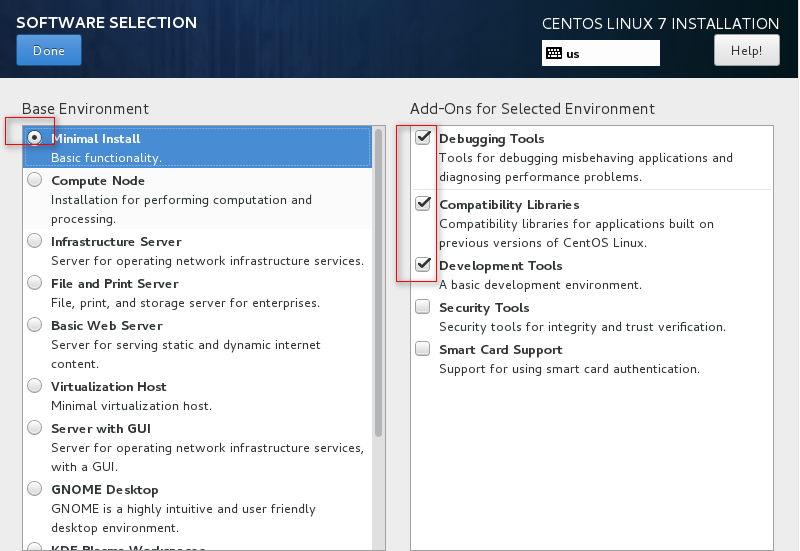 SOFTWARE SELECTION
CENTOS LINUX 7 INSTALLATION
Done
us
Help!
Base Environment
Minimal Install
Basic functionality.
Compute Node
Installation for performing computation and
processing.
Infrastructure Server
Server for operating network infrastructure services.
File and Print Server
File, print, and storage server for enterprises.
Basic Web Server
Server for serving static and dynamic internet
content.
Virtualization Host
Minimal virtualization host.
Server with GUI
Server for operating network infrastructure services,
with a GUI.
GNOME Desktop
GNOME is a highly intuitive and user friendly
desktop environment.
KDE Plasma Workspaces
Add-Ons for Selected Environment
Debugging Tools
Tools for debugging misbehaving applications and
diagnosing performance problems.
Compatibility Libraries
Compatibility libraries for applications built on
previous versions of CentOS Linux.
Development Tools
A basic development environment.
Security Tools
Security tools for integrity and trust verification.
Smart Card Support
Support for using smart card authentication.